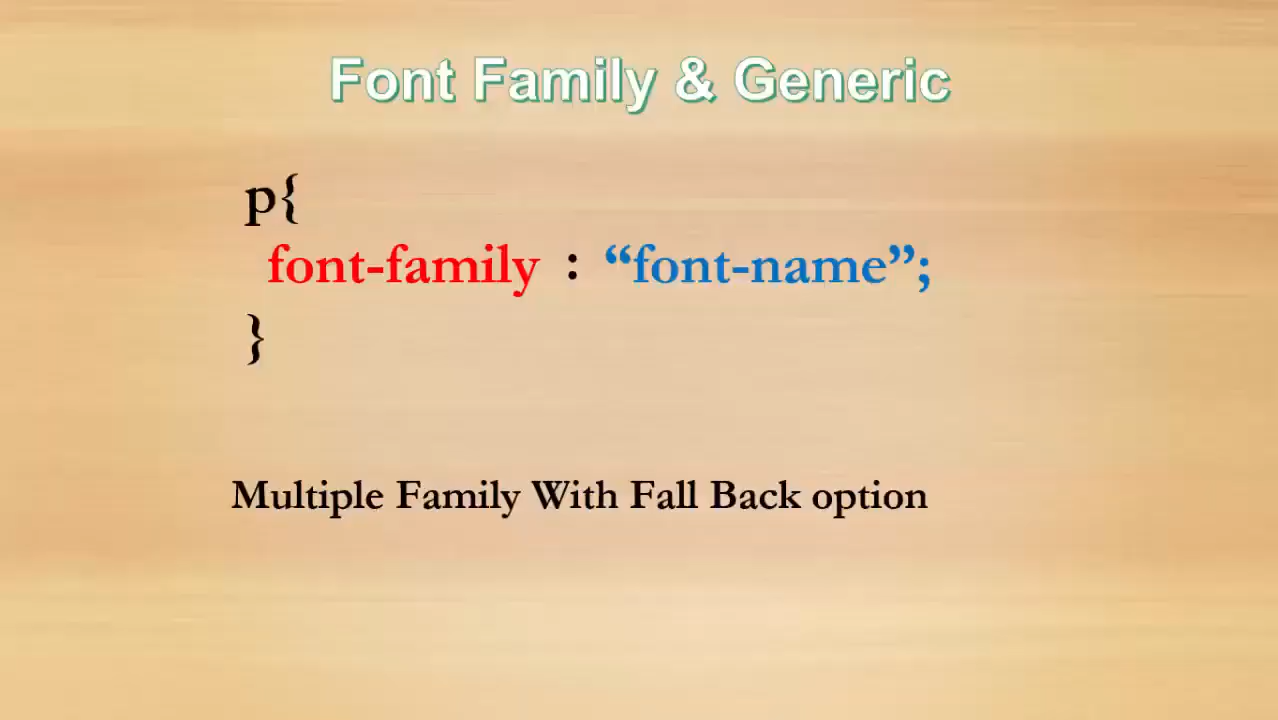 Font Family & Generic
p{
font-family : “font-name”;
}
Multiple Family With Fall Back option